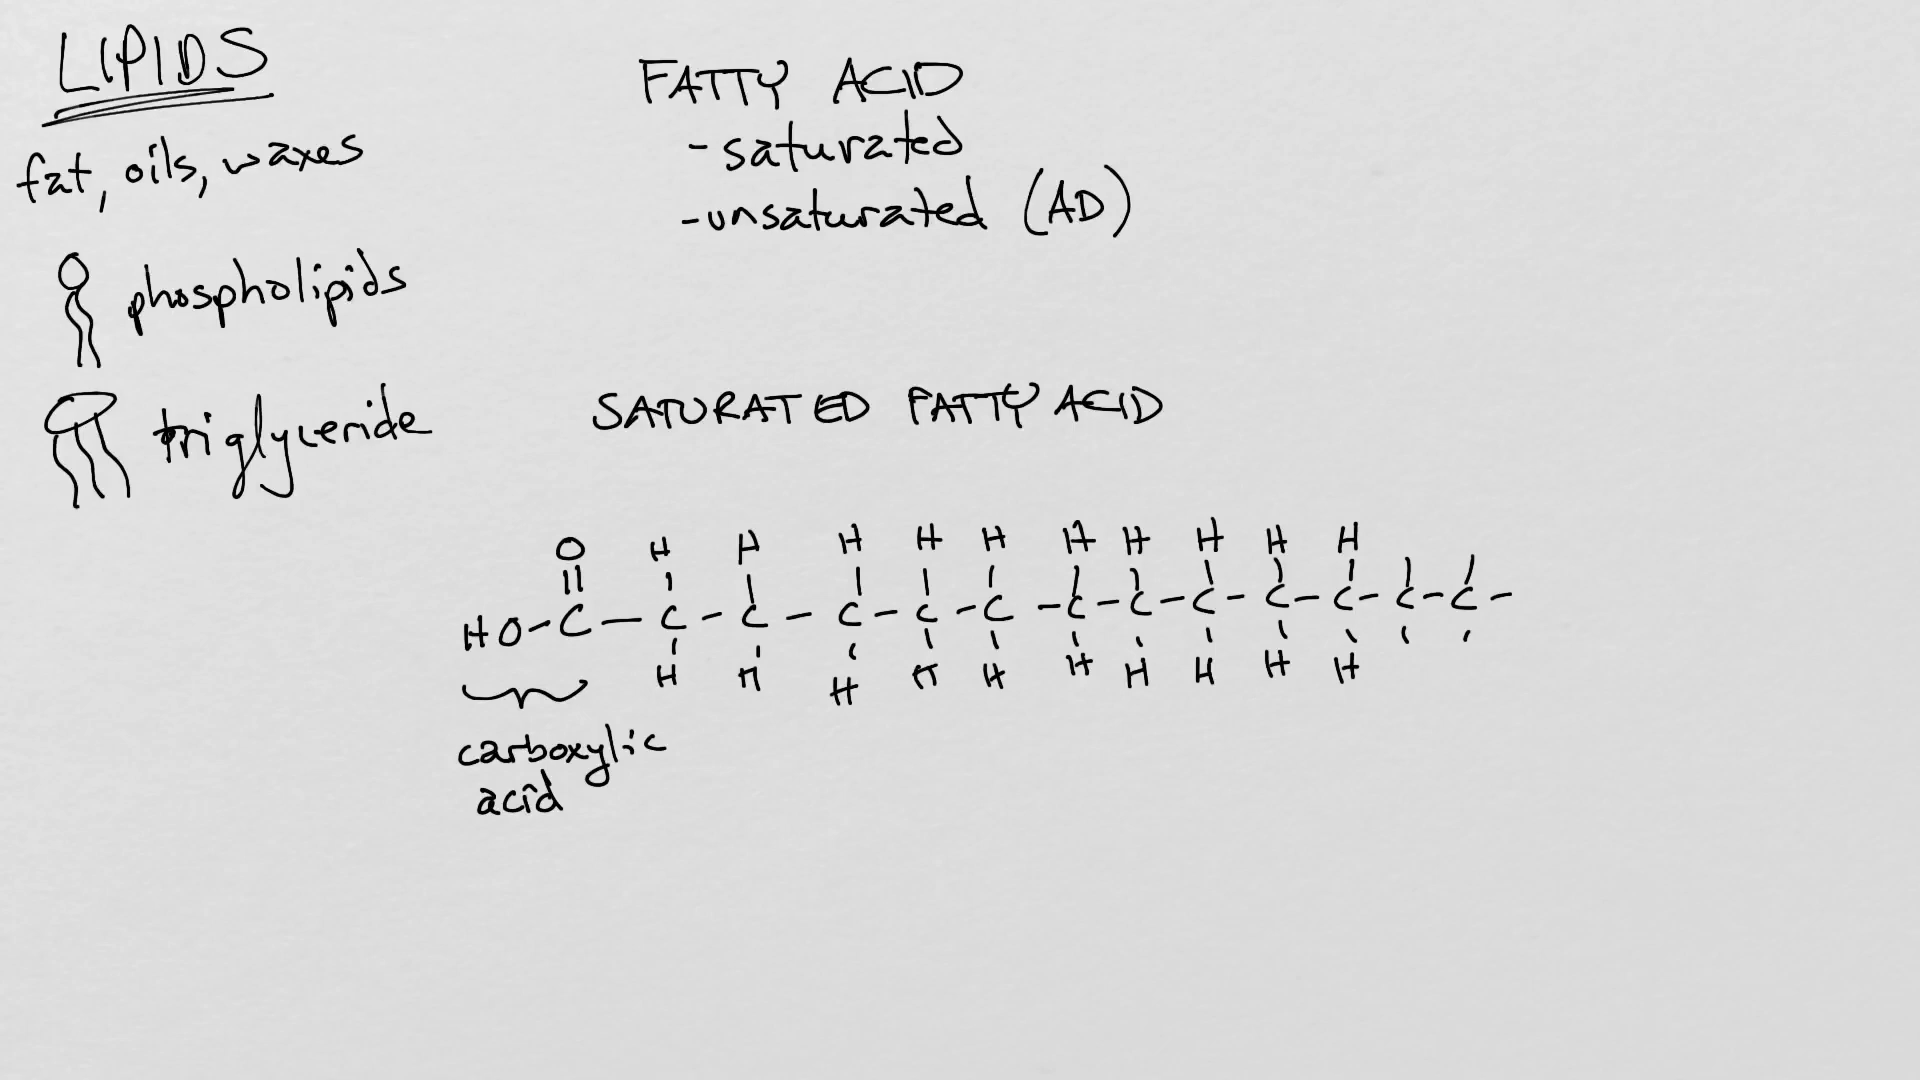 LIPIDS
fat, oils, waxes
phospholipids
triglyceride
FATTY ACID
- saturated
- unsaturated (AD)
SATURATED FATTY ACID
O H H H H H H H H H H
HO - C - C - C - C - C - C - C - C - C - C - C - C - C -
H H H H H H H H H H
carboxylic
acid